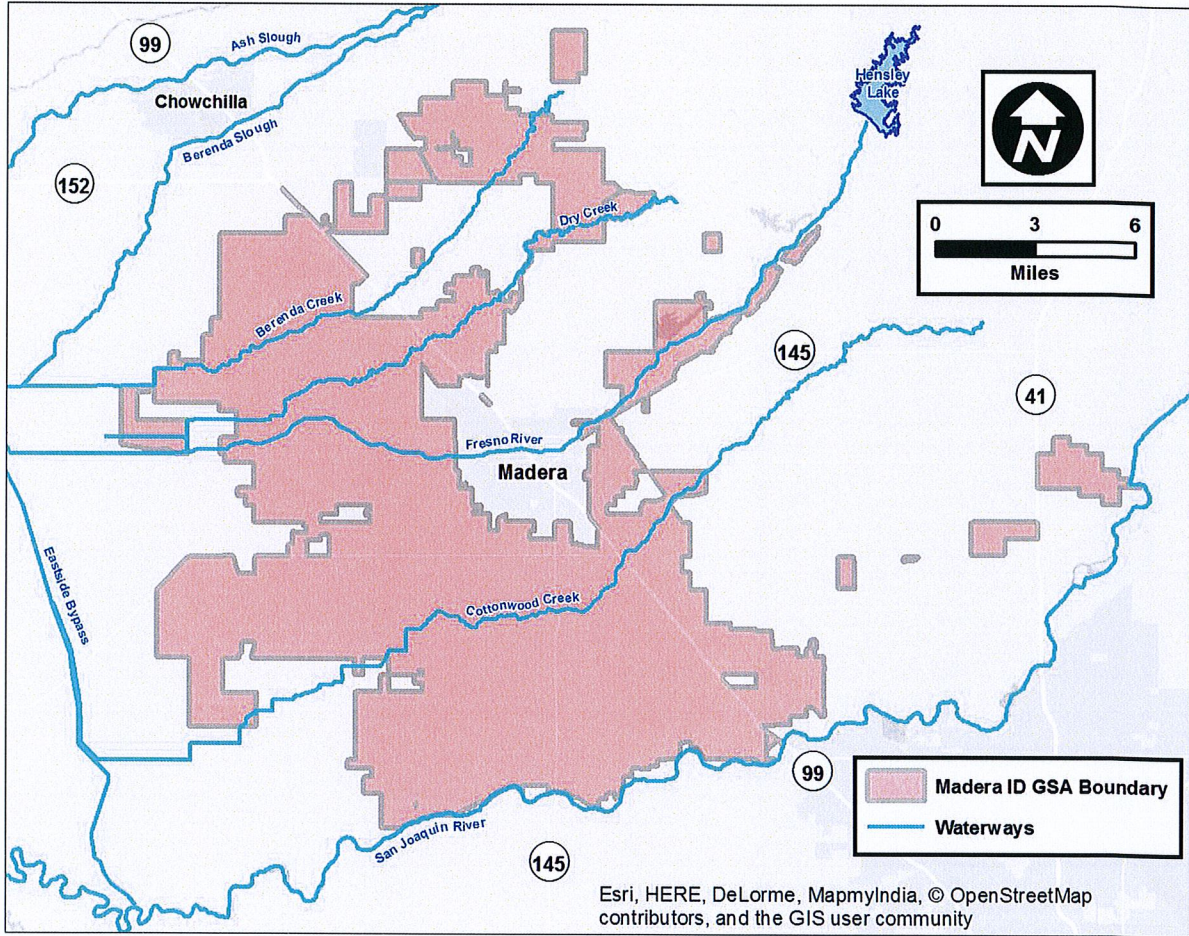 99
Ash Slough
Chowchilla
Berenda Slough
152
Hensley
Lake
N
0 3 6
Miles
Dry Creek
Berenda Creek
145
41
Fresno River
Madera
Eastside Bypass
Cottonwood Creek
99
San Joaquin River
145
Madera ID GSA Boundary
Waterways
Esri, HERE, DeLorme, MapmyIndia, © OpenStreetMap
contributors, and the GIS user community